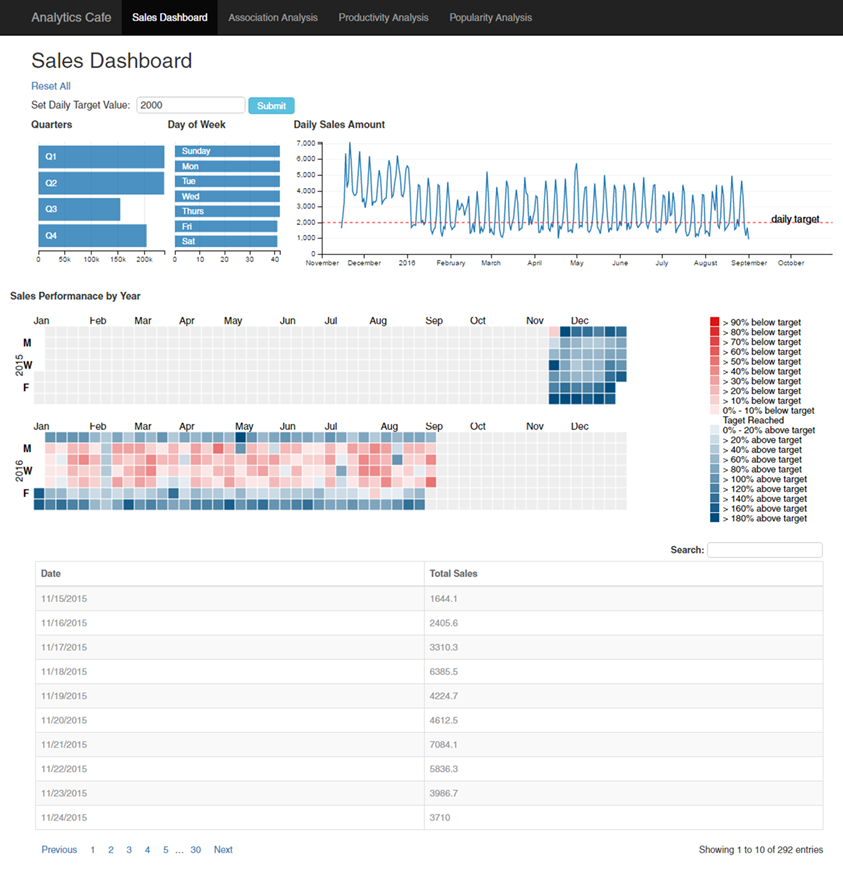 Analytics Cafe Sales Dashboard Association Analysis Productivity Analysis Popularity Analysis
Sales Dashboard
Reset All
Set Daily Target Value: 2000 Submit
Quarters Day of Week Daily Sales Amount
Q1
Q2
Q3
Q4
0 50k 100k 150k 200k
Sunday
Mon
Tue
Wed
Thurs
Fri
Sat
0 10 20 30 40
7,000
6,000
5,000
4,000
3,000
2,000
1,000
0
daily target
November December 2016 February March April May June July August September October
Sales Performanace by Year
Jan Feb Mar Apr May Jun Jul Aug Sep Oct Nov Dec
2015
M
W
F
Jan Feb Mar Apr May Jun Jul Aug Sep Oct Nov Dec
2016
M
W
F
> 90% below target
> 80% below target
> 70% below target
> 60% below target
> 50% below target
> 40% below target
> 30% below target
> 20% below target
> 10% below target
0% - 10% below target
Taget Reached
0% - 20% above target
> 20% above target
> 40% above target
> 60% above target
> 80% above target
> 100% above target
> 120% above target
> 140% above target
> 160% above target
> 180% above target
Search:
Date Total Sales
11/15/2015 1644.1
11/16/2015 2405.6
11/17/2015 3310.3
11/18/2015 6385.5
11/19/2015 4224.7
11/20/2015 4612.5
11/21/2015 7084.1
11/22/2015 5836.3
11/23/2015 3986.7
11/24/2015 3710
Previous 1 2 3 4 5 ... 30 Next Showing 1 to 10 of 292 entries